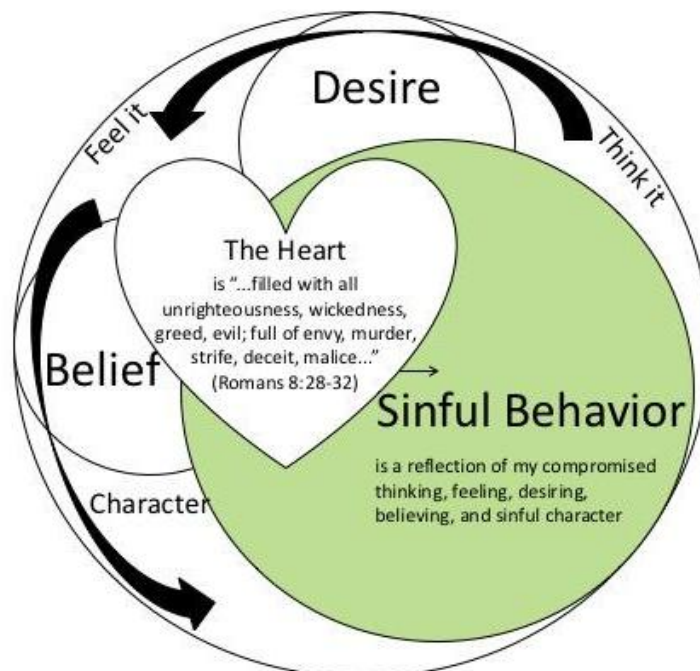 Desire
Feel it
Think it
The Heart
is “...filled with all
unrighteousness, wickedness,
greed, evil; full of envy, murder,
strife, deceit, malice...”
(Romans 8:28-32)
Belief
Sinful Behavior
is a reflection of my compromised
thinking, feeling, desiring,
believing, and sinful character
Character